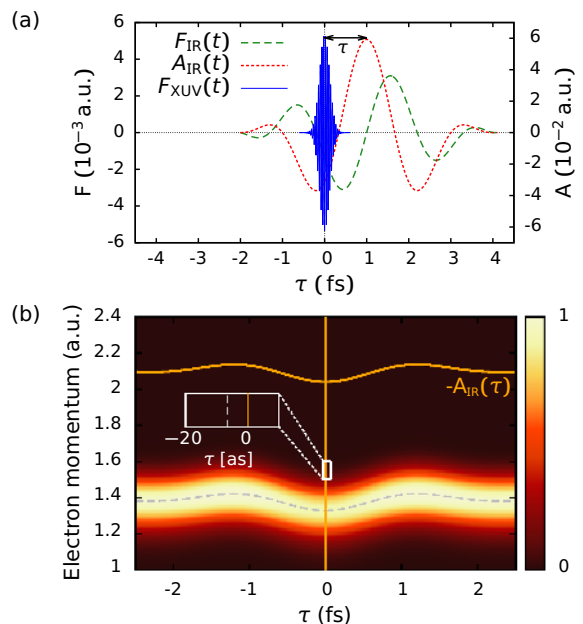 (a)
F_IR(t)
A_IR(t)
F_XUV(t)
τ
F (10⁻³ a.u.)
6
4
2
0
-2
-4
-6
A (10⁻² a.u.)
6
4
2
0
-2
-4
-6
-4 -3 -2 -1 0 1 2 3 4
τ (fs)
(b)
Electron momentum (a.u.)
2.4
2.2
2
1.8
1.6
1.4
1.2
1
-A_IR(τ)
−20 0
τ [as]
1
0
-2 -1 0 1 2
τ (fs)